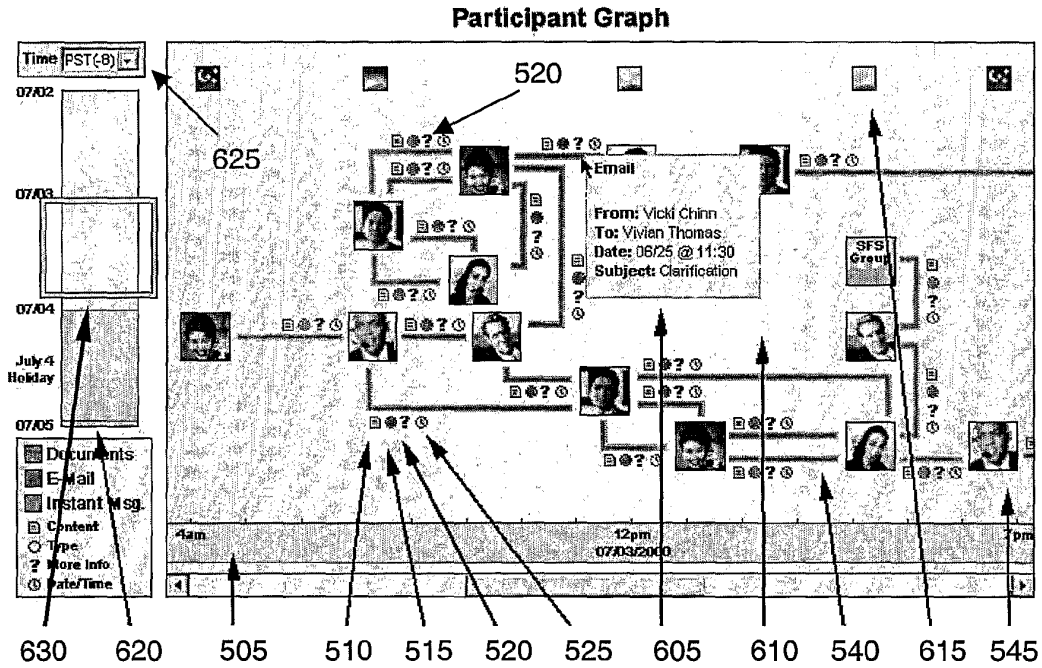 Participant Graph
Time PST(-8)
07/02
625
07/03
07/04
July 4
Holiday
07/05
520
Email
From: Vicki Chinn
To: Vivian Thomas
Date: 06/25 @ 11:30
Subject: Clarification
SFS
Group
Documents
E-Mail
Instant Msg.
Content
Type
? More Info
Date/Time
4am
12pm
07/03/2000
7pm
630 620 505 510 515 520 525 605 610 540 615 545